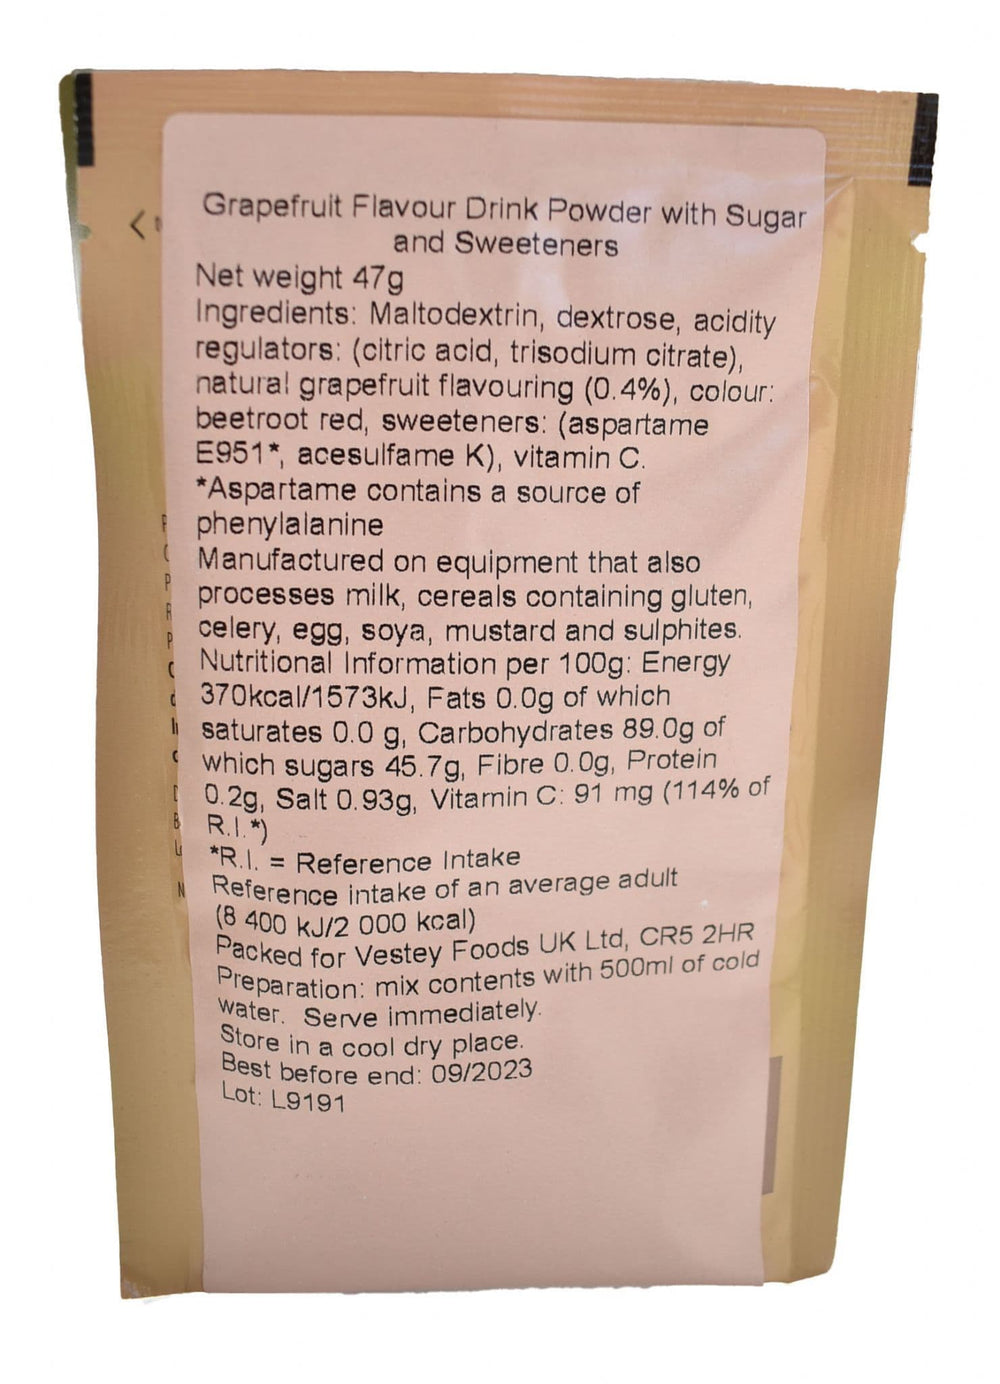 Grapefruit Flavour Drink Powder with Sugar
and Sweeteners
Net weight 47g
Ingredients: Maltodextrin, dextrose, acidity
regulators: (citric acid, trisodium citrate),
natural grapefruit flavouring (0.4%), colour:
beetroot red, sweeteners: (aspartame
E951*, acesulfame K), vitamin C.
*Aspartame contains a source of
phenylalanine
Manufactured on equipment that also
processes milk, cereals containing gluten,
celery, egg, soya, mustard and sulphites.
Nutritional Information per 100g: Energy
370kcal/1573kJ, Fats 0.0g of which
saturates 0.0 g, Carbohydrates 89.0g of
which sugars 45.7g, Fibre 0.0g, Protein
0.2g, Salt 0.93g, Vitamin C: 91 mg (114% of
R.I.*)
*R.I. = Reference Intake
Reference intake of an average adult
(8 400 kJ/2 000 kcal)
Packed for Vestey Foods UK Ltd, CR5 2HR
Preparation: mix contents with 500ml of cold
water. Serve immediately.
Store in a cool dry place.
Best before end: 09/2023
Lot: L9191